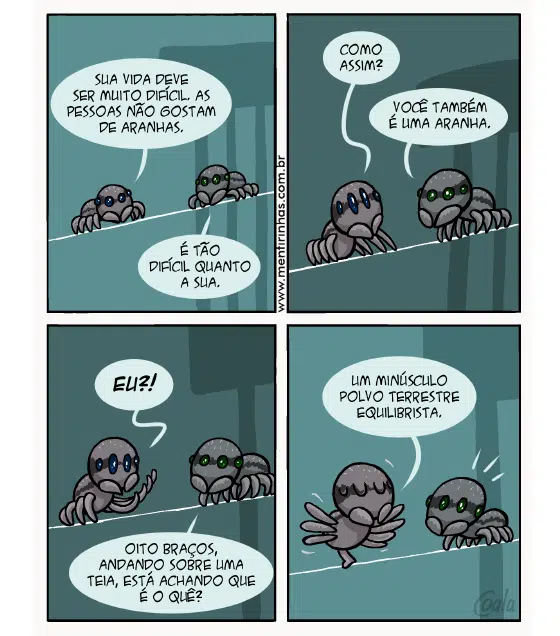 SUA VIDA DEVE
SER MUITO DIFÍCIL. AS
PESSOAS NÃO GOSTAM
DE ARANHAS.
É TÃO
DIFÍCIL QUANTO
A SUA.
www.mentirinhas.com.br
COMO
ASSIM?
VOCÊ TAMBÉM
É UMA ARANHA.
EU?!
OITO BRAÇOS,
ANDANDO SOBRE UMA
TEIA, ESTÁ ACHANDO QUE
É O QUÊ?
UM MINÚSCULO
POLVO TERRESTRE
EQUILIBRISTA.
Coala